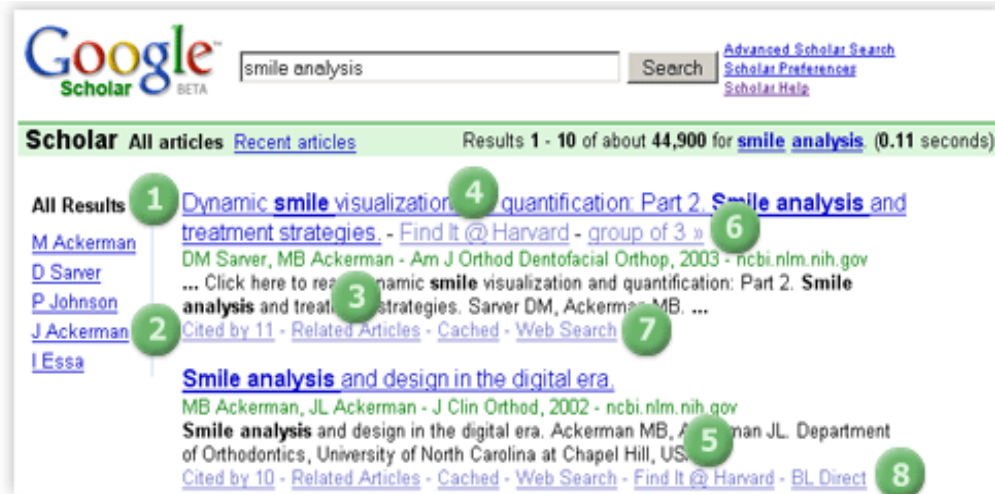 Google™
Scholar BETA
smile analysis
Search
Advanced Scholar Search
Scholar Preferences
Scholar Help
Scholar All articles Recent articles Results 1 - 10 of about 44,900 for smile analysis. (0.11 seconds)
All Results
M Ackerman
D Sarver
P Johnson
J Ackerman
I Essa
1 Dynamic smile visualization 4 quantification: Part 2. Smile analysis and
treatment strategies. - Find It @ Harvard - group of 3 » 6
DM Sarver, MB Ackerman - Am J Orthod Dentofacial Orthop, 2003 - ncbi.nlm.nih.gov
... Click here to namic smile visualization and quantification: Part 2. Smile
analysis and 3 strategies. Sarver DM, MB. ...
2 Cited by 11 - Related Articles - Cached - Web Search 7
Smile analysis and design in the digital era.
MB Ackerman, JL Ackerman - J Clin Orthod, 2002 - ncbi.nlm.nih.gov
Smile analysis and design in the digital era. Ackerman MB, man JL. Department
of Orthodontics, University of North Carolina at Chapel Hill, 5
Cited by 10 - Related Articles - Cached - Web Search - Find It @ Harvard - BL Direct 8